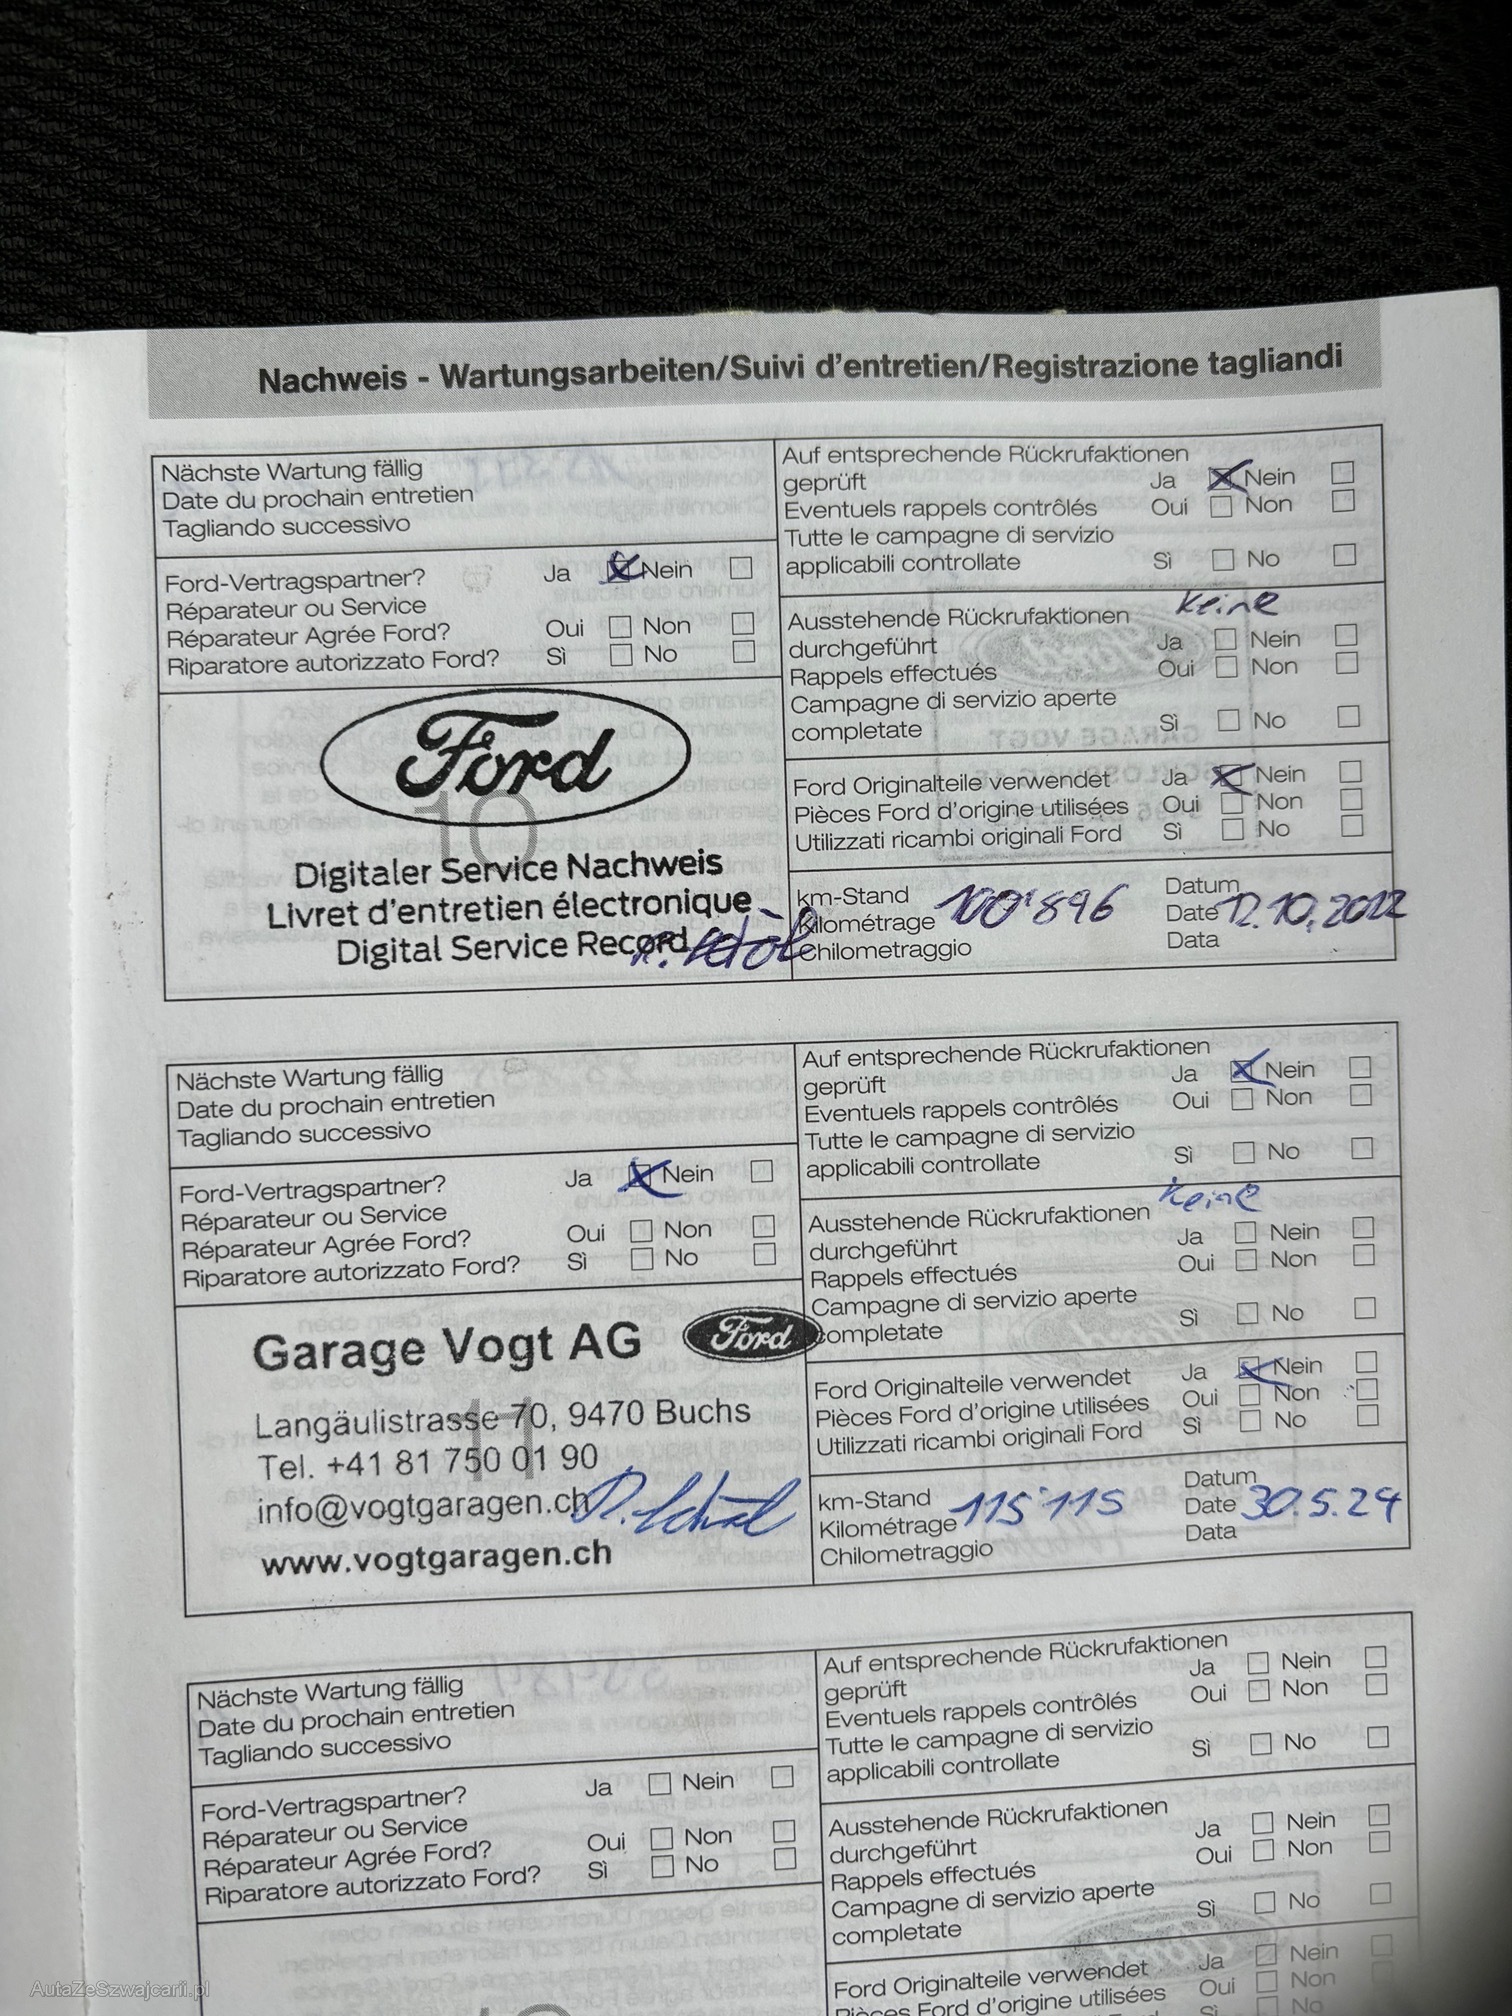 Nachweis - Wartungsarbeiten/Suivi d'entretien/Registrazione tagliandi
Nächste Wartung fällig
Date du prochain entretien
Tagliando successivo
Ford-Vertragspartner? Ja Nein
Réparateur ou Service
Réparateur Agrée Ford? Oui Non
Riparatore autorizzato Ford? Sì No
Ford
10
Digitaler Service Nachweis
Livret d'entretien électronique
Digital Service Record
Auf entsprechende Rückrufaktionen
geprüft Ja Nein
Eventuels rappels contrôlés Oui Non
Tutte le campagne di servizio
applicabili controllate Sì No
keine
Ausstehende Rückrufaktionen
durchgeführt Ja Nein
Rappels effectués Oui Non
Campagne di servizio aperte
completate Sì No
Ford Originalteile verwendet Ja Nein
Pièces Ford d'origine utilisées Oui Non
Utilizzati ricambi originali Ford Sì No
km-Stand Datum
Kilométrage 100'896 Date 12.10.2022
Chilometraggio Data
Nächste Wartung fällig
Date du prochain entretien
Tagliando successivo
Ford-Vertragspartner? Ja Nein
Réparateur ou Service
Réparateur Agrée Ford? Oui Non
Riparatore autorizzato Ford? Sì No
Garage Vogt AG Ford
11
Langäulistrasse 70, 9470 Buchs
Tel. +41 81 750 01 90
info@vogtgaragen.ch
www.vogtgaragen.ch
Auf entsprechende Rückrufaktionen
geprüft Ja Nein
Eventuels rappels contrôlés Oui Non
Tutte le campagne di servizio
applicabili controllate Sì No
keine
Ausstehende Rückrufaktionen
durchgeführt Ja Nein
Rappels effectués Oui Non
Campagne di servizio aperte
completate Sì No
Ford Originalteile verwendet Ja Nein
Pièces Ford d'origine utilisées Oui Non
Utilizzati ricambi originali Ford Sì No
km-Stand Datum
Kilométrage 115'115 Date 30.5.24
Chilometraggio Data
Nächste Wartung fällig
Date du prochain entretien
Tagliando successivo
Ford-Vertragspartner? Ja Nein
Réparateur ou Service
Réparateur Agrée Ford? Oui Non
Riparatore autorizzato Ford? Sì No
Auf entsprechende Rückrufaktionen
geprüft Ja Nein
Eventuels rappels contrôlés Oui Non
Tutte le campagne di servizio
applicabili controllate Sì No
Ausstehende Rückrufaktionen
durchgeführt Ja Nein
Rappels effectués Oui Non
Campagne di servizio aperte
completate Sì No
Ford Originalteile verwendet Ja Nein
Pièces Ford d'origine utilisées Oui Non
Sì No
AutaZeSzwajcarii.pl